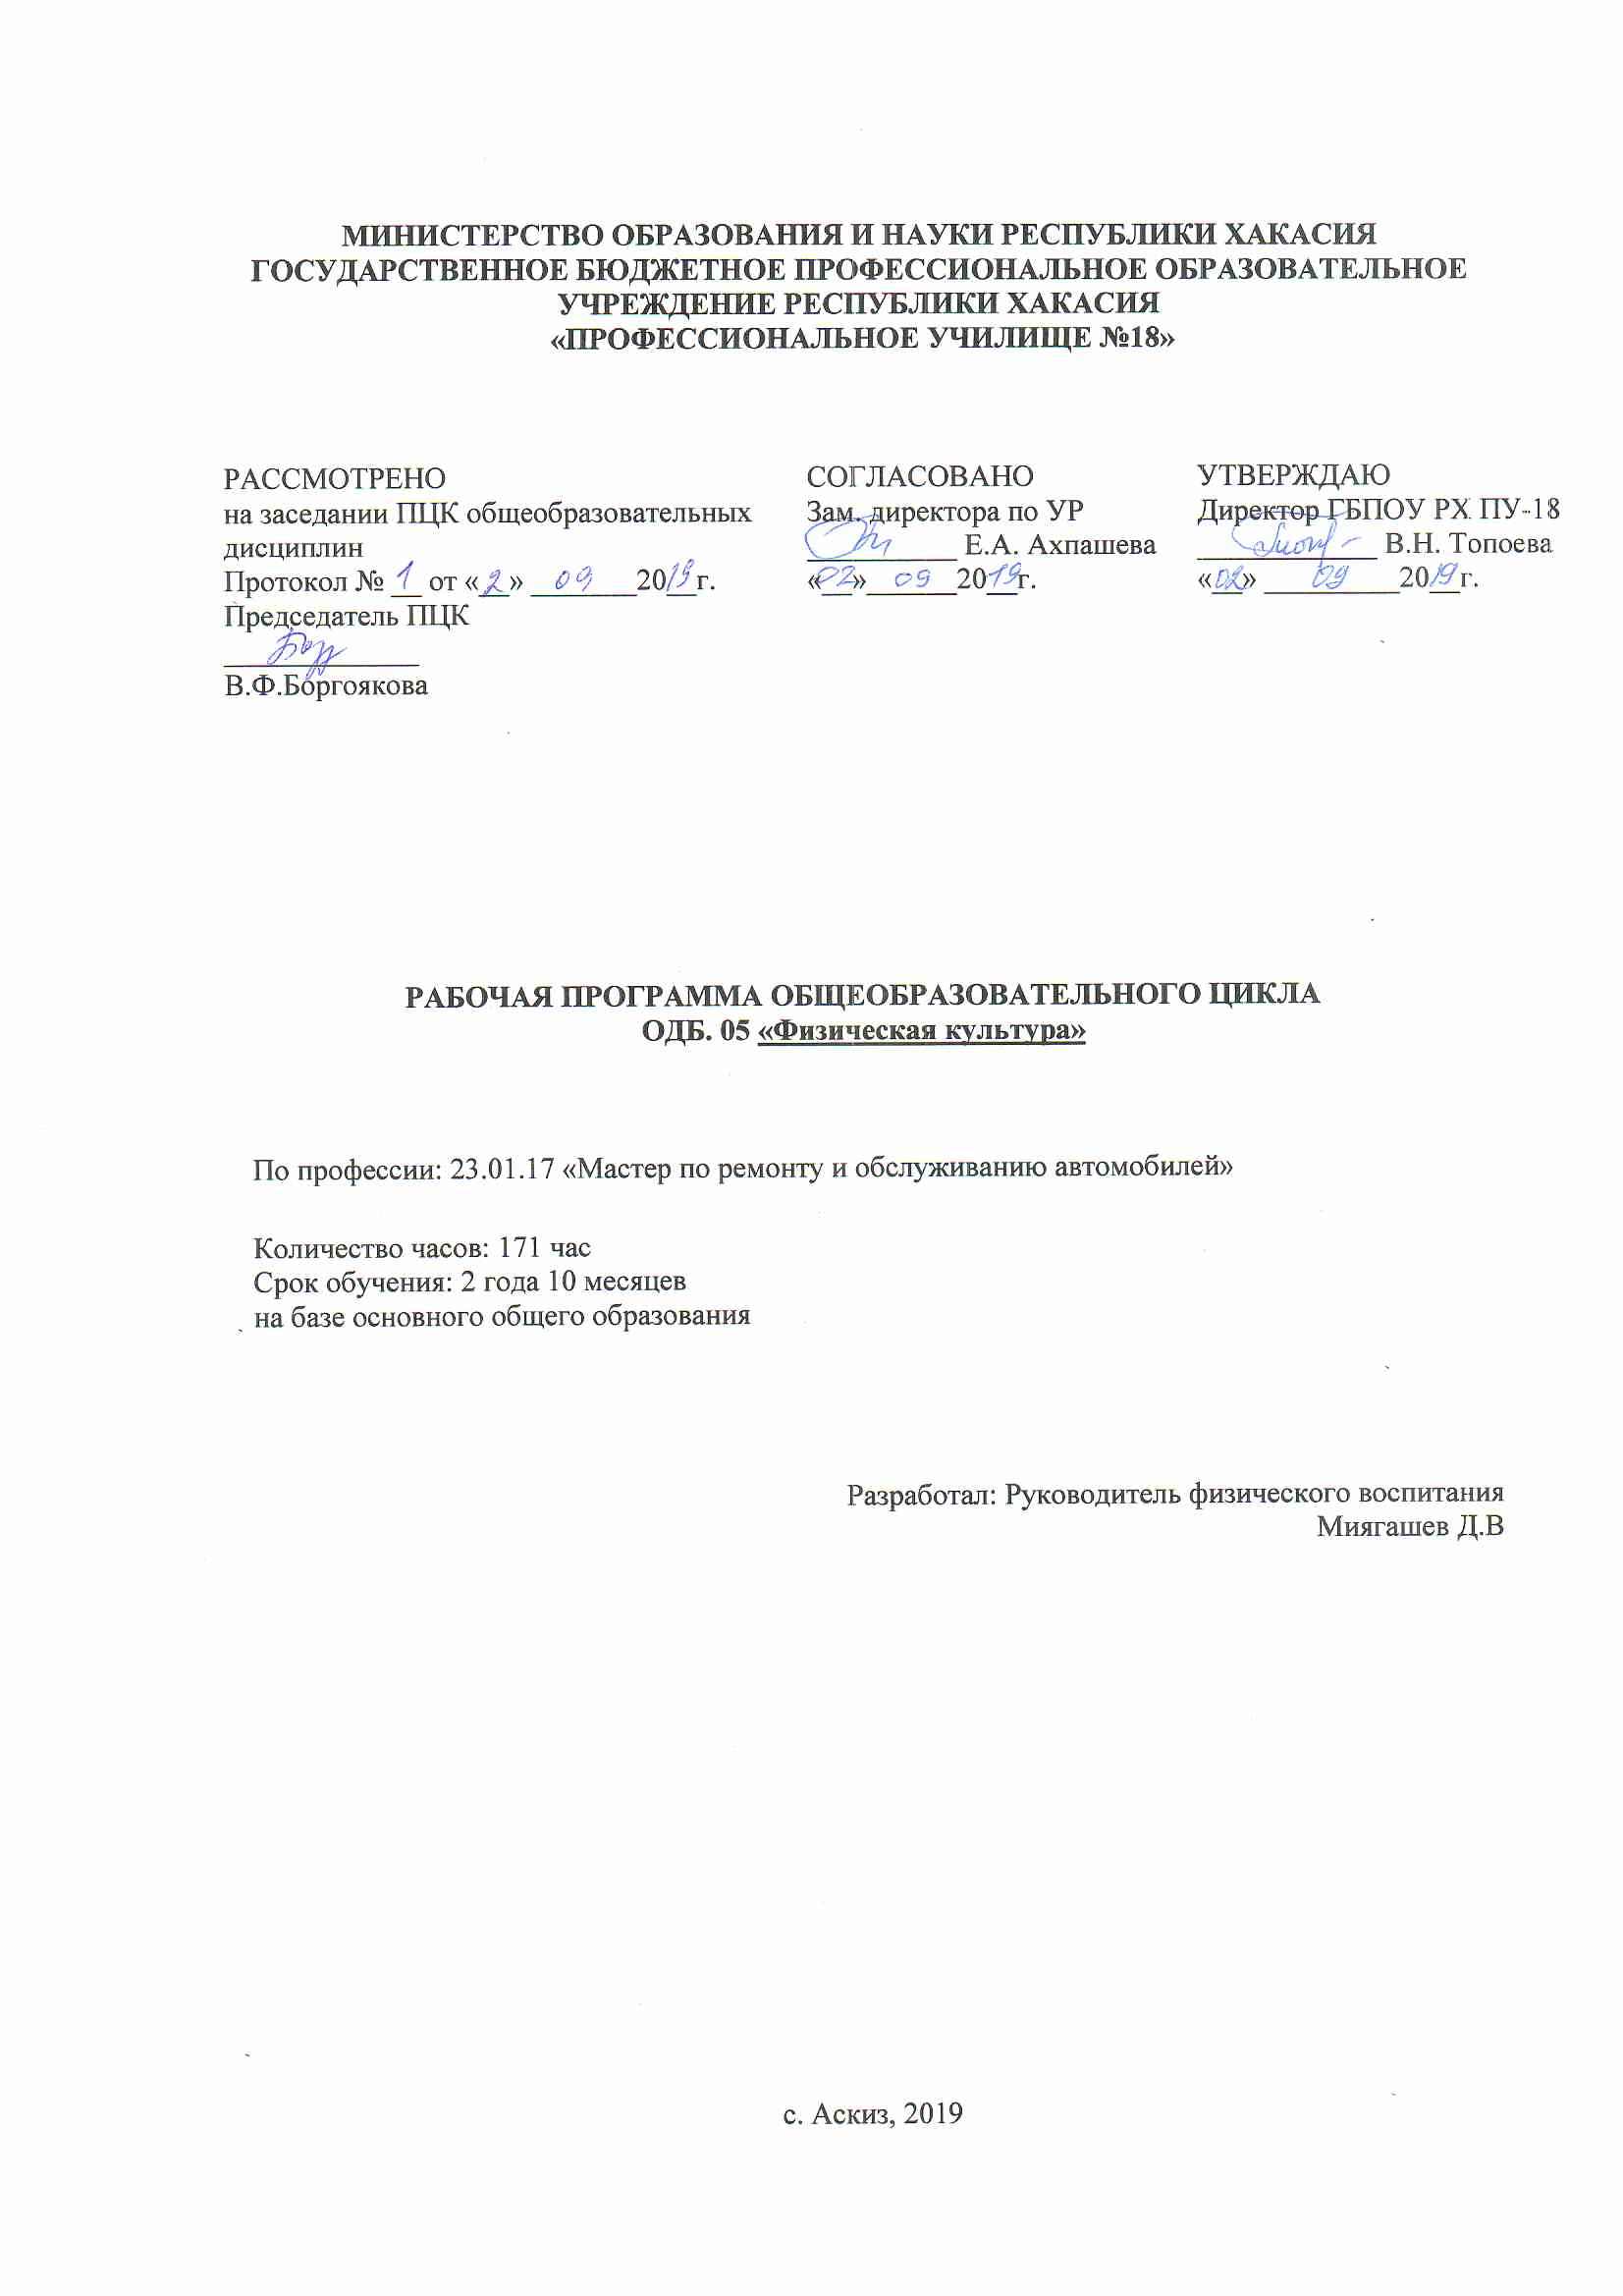 МИНИСТЕРСТВО ОБРАЗОВАНИЯ И НАУКИ РЕСПУБЛИКИ ХАКАСИЯ
ГОСУДАРСТВЕННОЕ БЮДЖЕТНОЕ ПРОФЕССИОНАЛЬНОЕ ОБРАЗОВАТЕЛЬНОЕ
УЧРЕЖДЕНИЕ РЕСПУБЛИКИ ХАКАСИЯ
«ПРОФЕССИОНАЛЬНОЕ УЧИЛИЩЕ №18»
РАССМОТРЕНО
на заседании ПЦК общеобразовательных
дисциплин
Протокол № 1 от «2» 09 2019г.
Председатель ПЦК
В.Ф.Боргоякова
СОГЛАСОВАНО
Зам. директора по УР
Е.А. Ахпашева
«02» 09 2019г.
УТВЕРЖДАЮ
Директор ГБПОУ РХ ПУ-18
В.Н. Топоева
«02» 09 2019г.
РАБОЧАЯ ПРОГРАММА ОБЩЕОБРАЗОВАТЕЛЬНОГО ЦИКЛА
ОДБ. 05 «Физическая культура»
По профессии: 23.01.17 «Мастер по ремонту и обслуживанию автомобилей»
Количество часов: 171 час
Срок обучения: 2 года 10 месяцев
на базе основного общего образования
Разработал: Руководитель физического воспитания
Миягашев Д.В
с. Аскиз, 2019